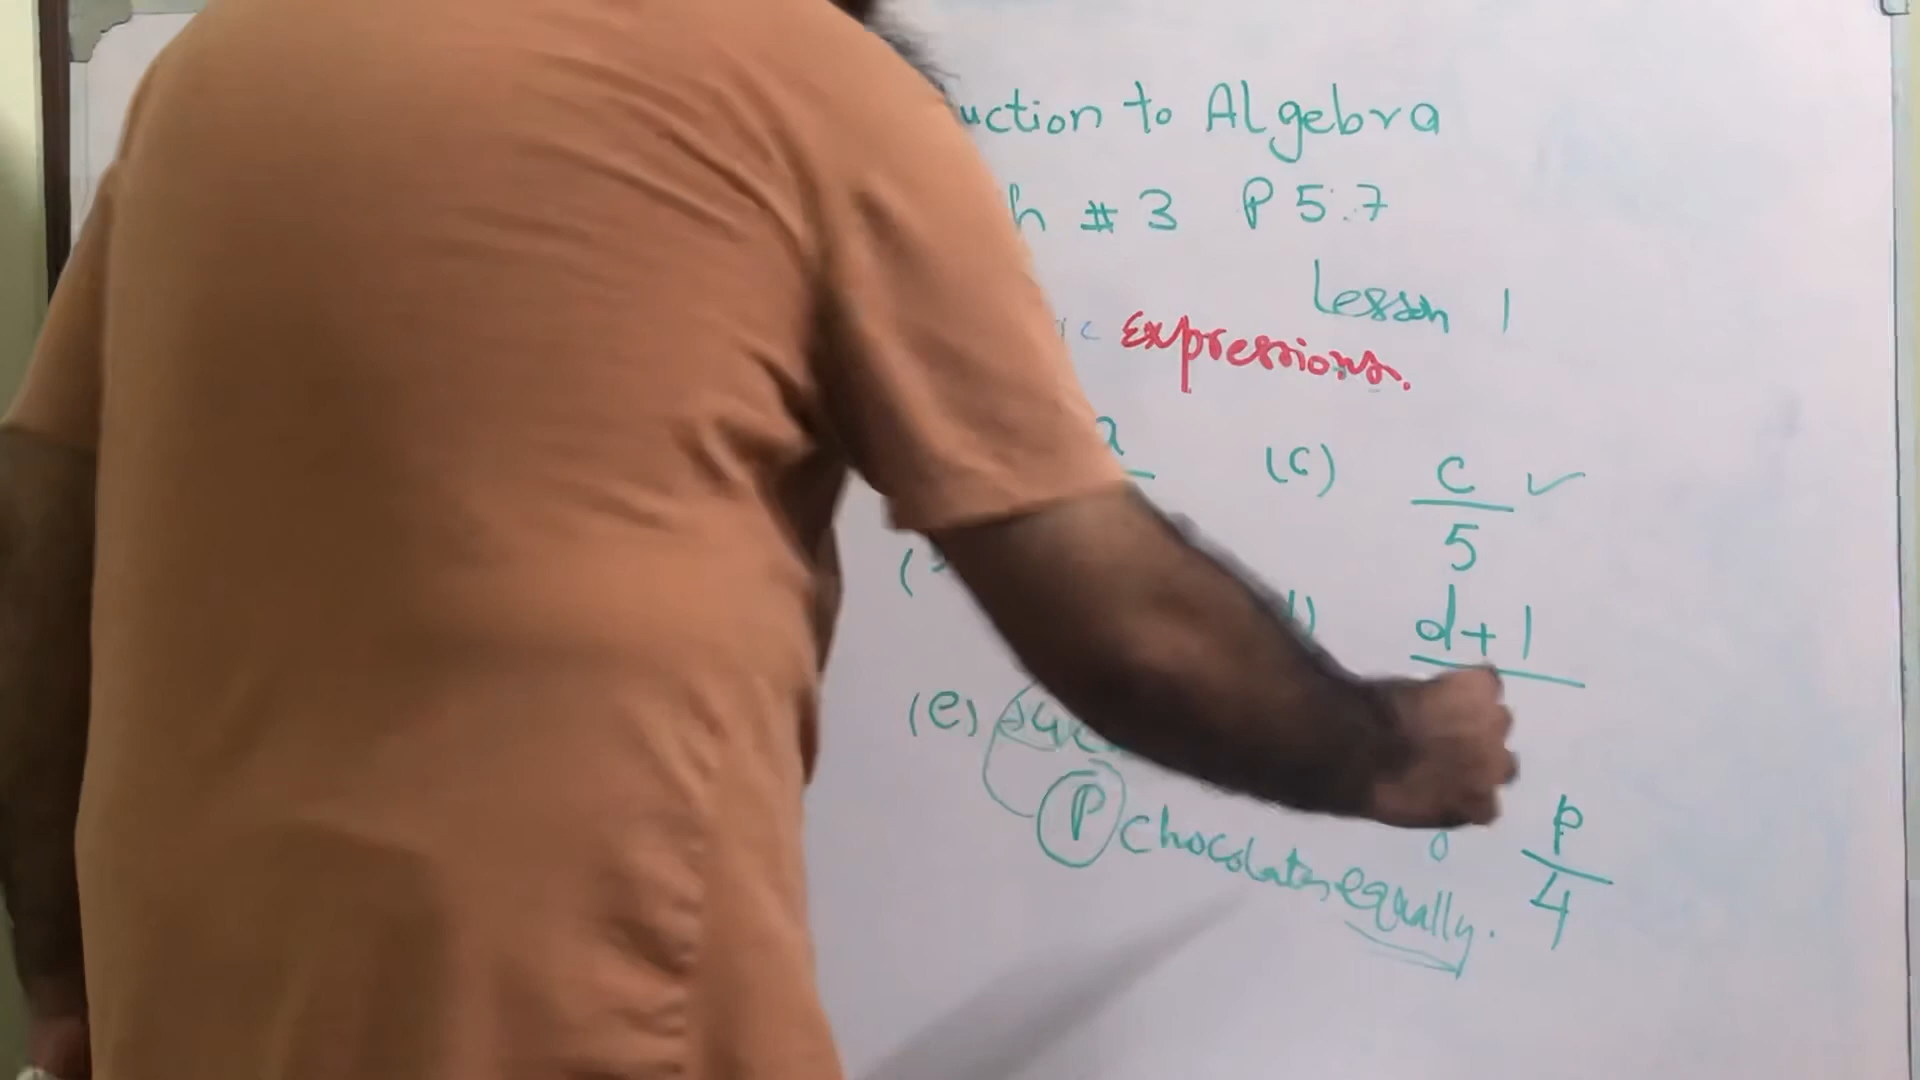 uction to Algebra
h # 3 P 5.7
Lesson 1
c Expressions.
a (c) c ✓
5
d+1
(e)
P Chocolates equally. P
4